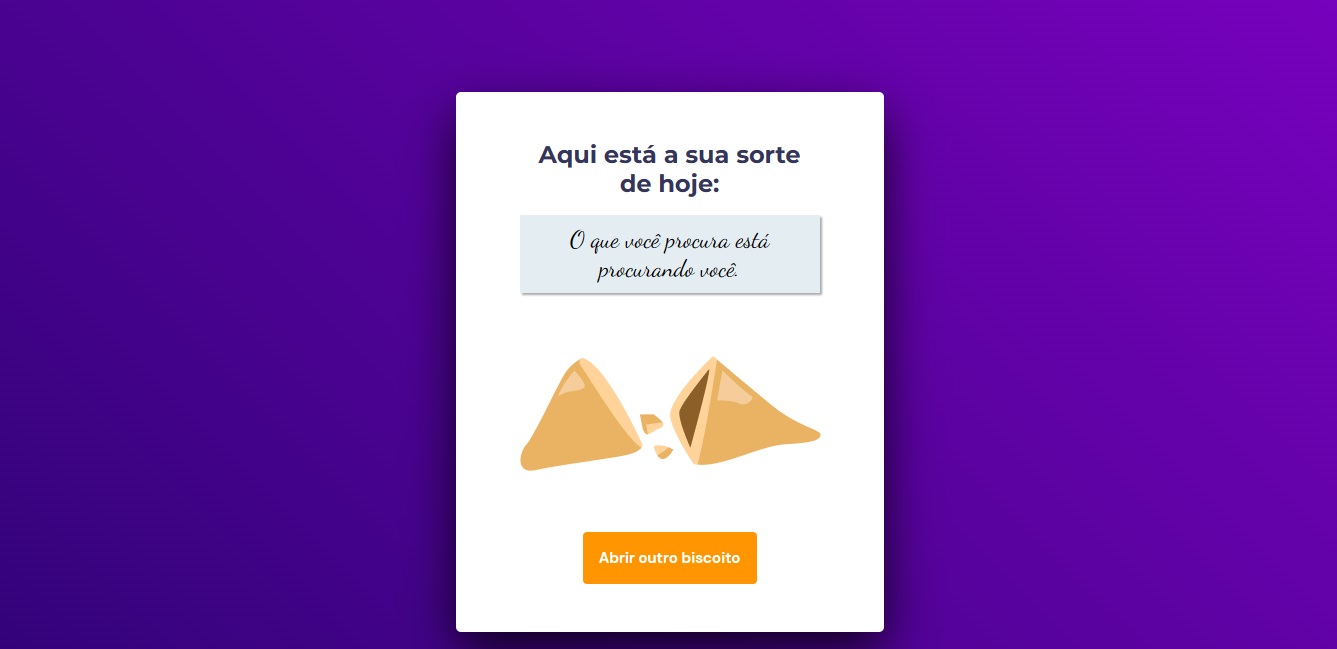 Aqui está a sua sorte
de hoje:
O que você procura está
procurando você.
Abrir outro biscoito